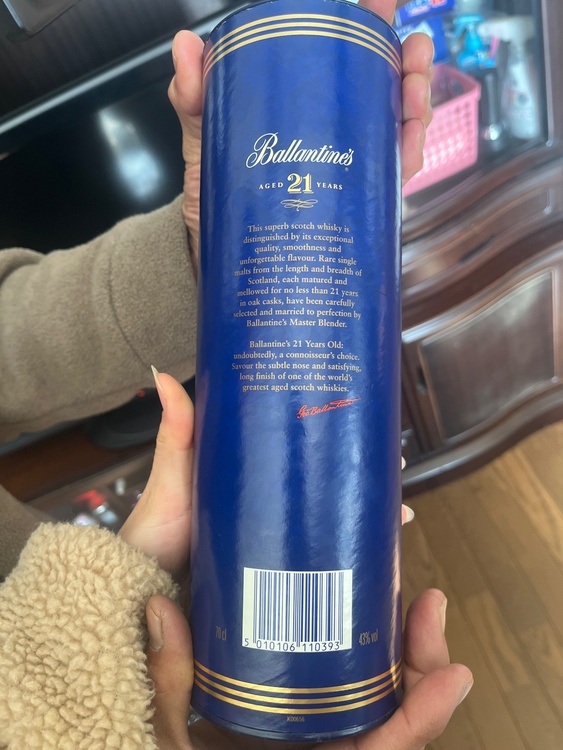 Ballantine's
AGED 21 YEARS
This superb scotch whisky is
distinguished by its exceptional
quality, smoothness and
unforgettable flavour. Rare single
malts from the length and breadth of
Scotland, each matured and
mellowed for no less than 21 years
in oak casks, have been carefully
selected and married to perfection by
Ballantine's Master Blender.
Ballantine's 21 Years Old:
undoubtedly, a connoisseur's choice.
Savour the subtle nose and satisfying,
long finish of one of the world's
greatest aged scotch whiskies.
Geo Ballantine
70 cl
5 010106 110393
43% vol